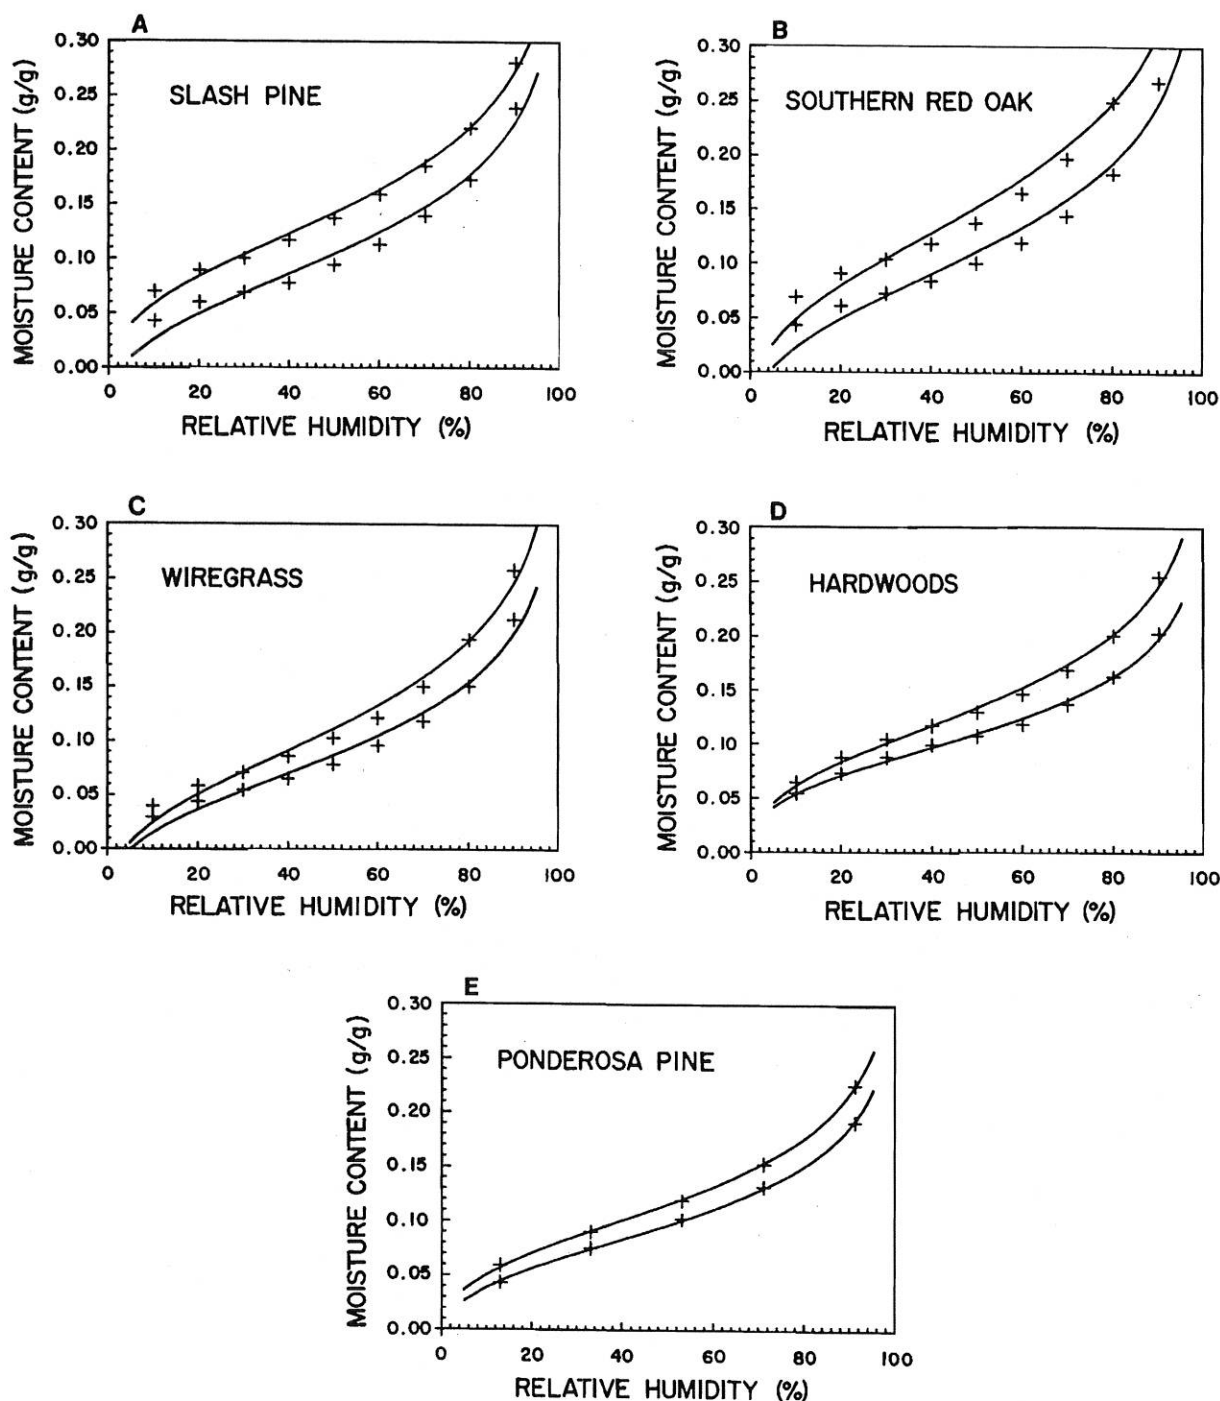 A
MOISTURE CONTENT (g/g)
0.30
0.25
0.20
0.15
0.10
0.05
0.00
SLASH PINE
0 20 40 60 80 100
RELATIVE HUMIDITY (%)
B
MOISTURE CONTENT (g/g)
0.30
0.25
0.20
0.15
0.10
0.05
0.00
SOUTHERN RED OAK
0 20 40 60 80 100
RELATIVE HUMIDITY (%)
C
MOISTURE CONTENT (g/g)
0.30
0.25
0.20
0.15
0.10
0.05
0.00
WIREGRASS
0 20 40 60 80 100
RELATIVE HUMIDITY (%)
D
MOISTURE CONTENT (g/g)
0.30
0.25
0.20
0.15
0.10
0.05
0.00
HARDWOODS
0 20 40 60 80 100
RELATIVE HUMIDITY (%)
E
MOISTURE CONTENT (g/g)
0.30
0.25
0.20
0.15
0.10
0.05
0.00
PONDEROSA PINE
0 20 40 60 80 100
RELATIVE HUMIDITY (%)